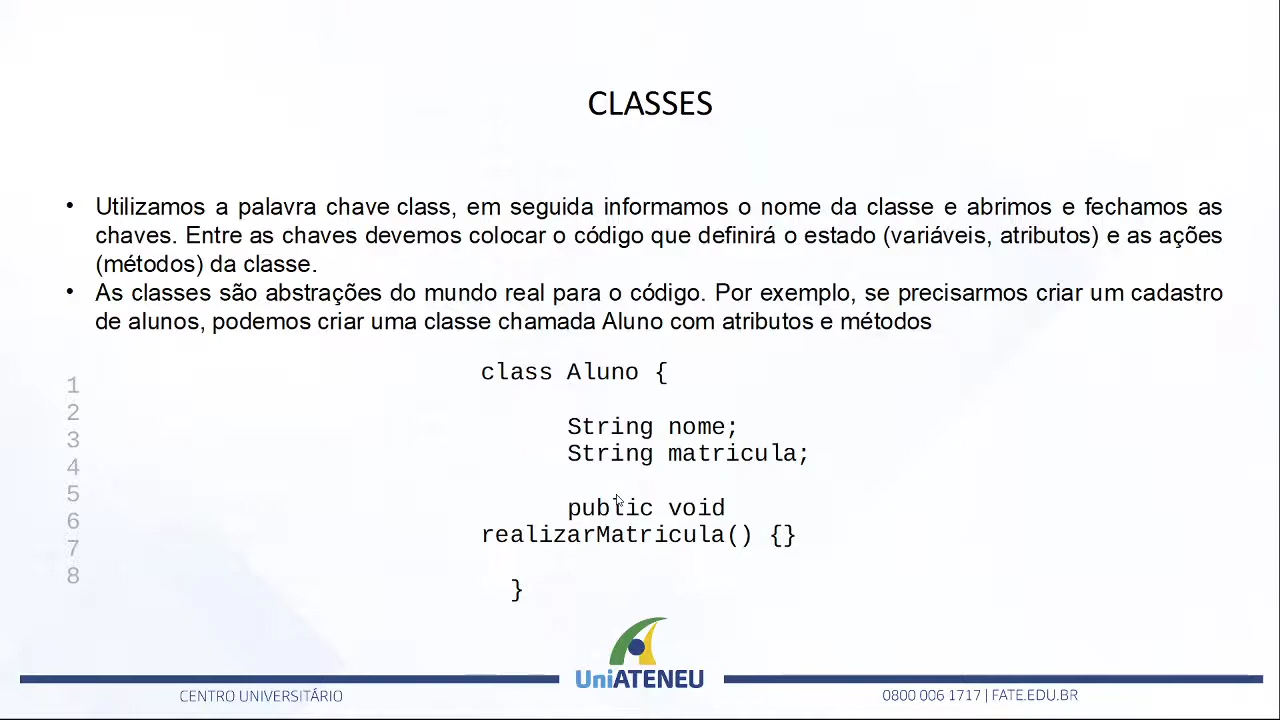 CLASSES
• Utilizamos a palavra chave class, em seguida informamos o nome da classe e abrimos e fechamos as
chaves. Entre as chaves devemos colocar o código que definirá o estado (variáveis, atributos) e as ações
(métodos) da classe.
• As classes são abstrações do mundo real para o código. Por exemplo, se precisarmos criar um cadastro
de alunos, podemos criar uma classe chamada Aluno com atributos e métodos
1
2
3
4
5
6
7
8
class Aluno {
String nome;
String matricula;
public void
realizarMatricula() {}
}
UniATENEU
CENTRO UNIVERSITÁRIO
0800 006 1717 | FATE.EDU.BR